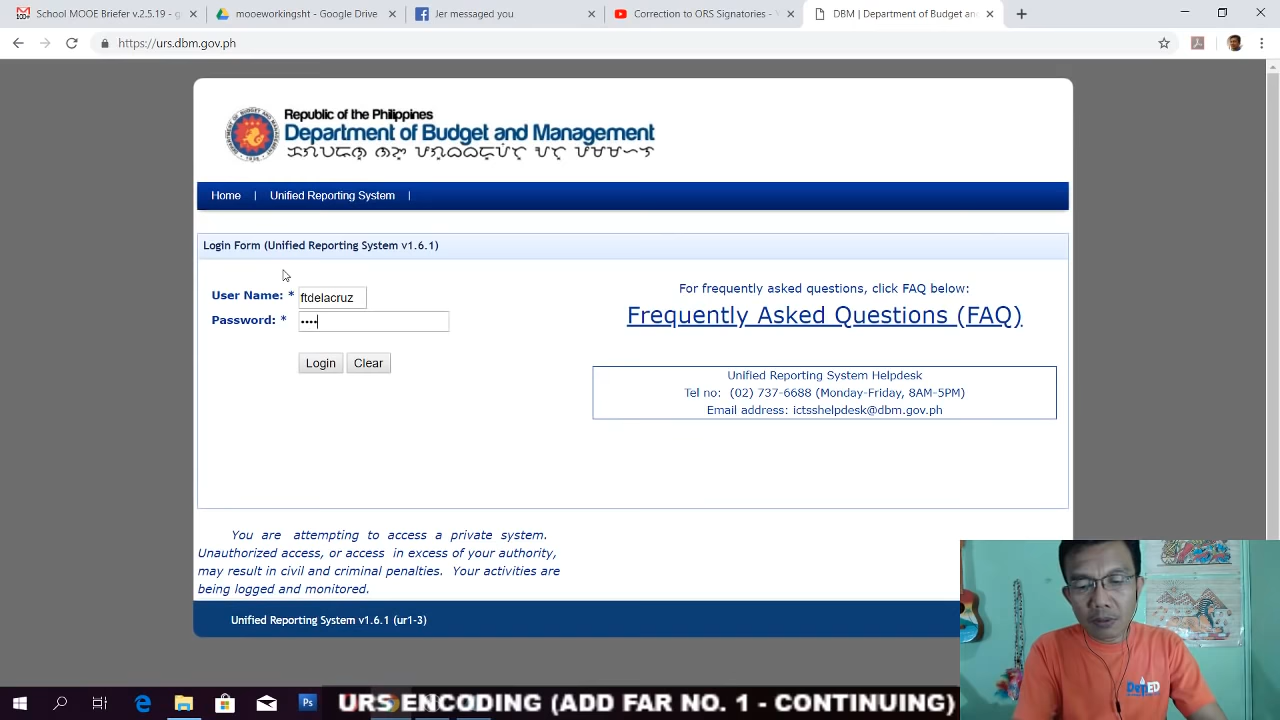 School MOOE Briefer v.2.5.19 - g
mooeworkingsht - Google Drive
Jer messaged you
Correction to ORS Signatories - 
DBM | Department of Budget and
https://urs.dbm.gov.ph
Republic of the Philippines
Department of Budget and Management
Home | Unified Reporting System |
Login Form (Unified Reporting System v1.6.1)
User Name: * ftdelacruz
Password: * ••••
Login Clear
For frequently asked questions, click FAQ below:
Frequently Asked Questions (FAQ)
Unified Reporting System Helpdesk
Tel no: (02) 737-6688 (Monday-Friday, 8AM-5PM)
Email address: ictsshelpdesk@dbm.gov.ph
You are attempting to access a private system.
Unauthorized access, or access in excess of your authority,
may result in civil and criminal penalties. Your activities are
being logged and monitored.
Unified Reporting System v1.6.1 (ur1-3)
DepED
URS ENCODING (ADD FAR NO. 1 - CONTINUING)